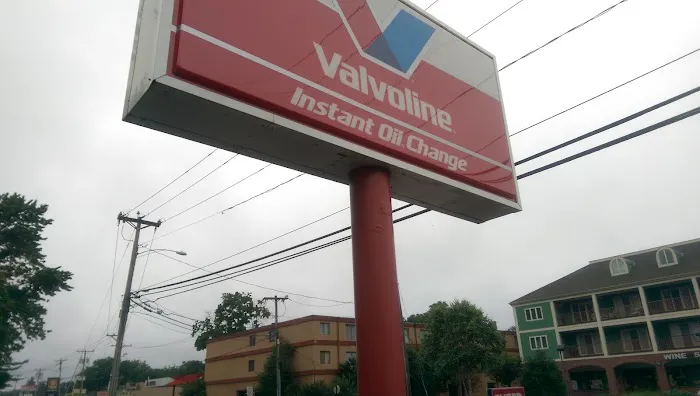 Valvoline
Instant Oil Change
WINE